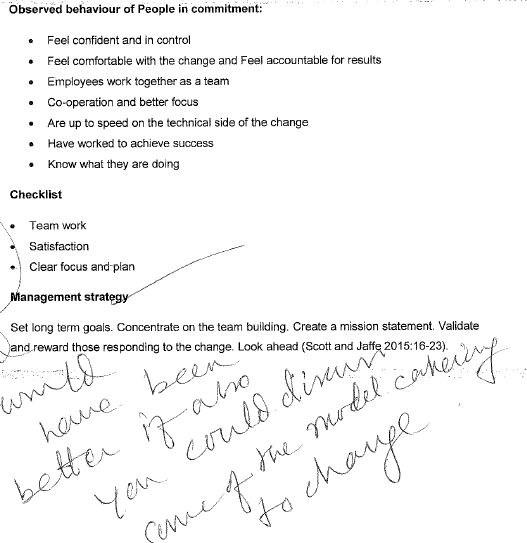 Observed behaviour of People in commitment:
• Feel confident and in control
• Feel comfortable with the change and Feel accountable for results
• Employees work together as a team
• Co-operation and better focus
• Are up to speed on the technical side of the change
• Have worked to achieve success
• Know what they are doing
Checklist
• Team work
• Satisfaction
• Clear focus and plan
Management strategy
Set long term goals. Concentrate on the team building. Create a mission statement. Validate
and reward those responding to the change. Look ahead (Scott and Jaffe 2015:16-23).
would
have been
better if also
you could discuss
of the model catering
to change